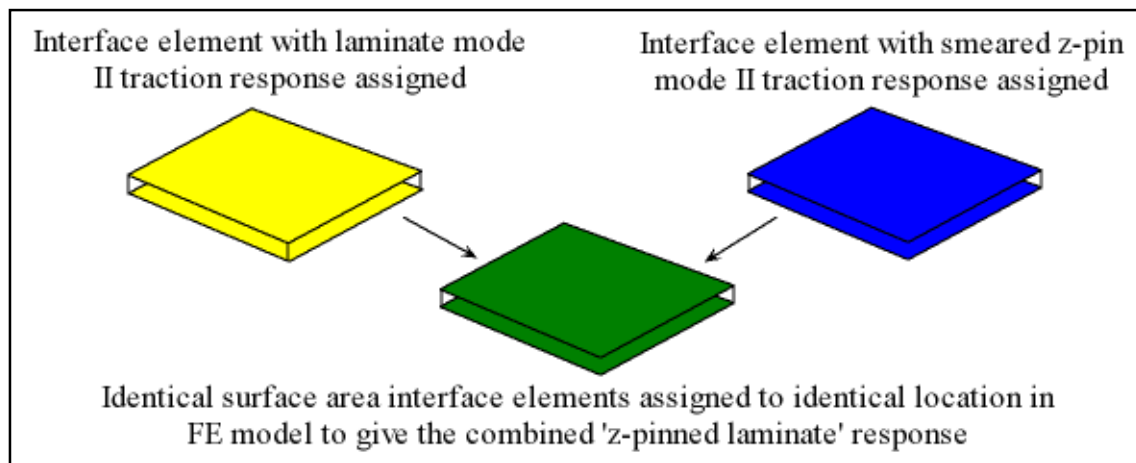 Interface element with laminate mode
II traction response assigned
Interface element with smeared z-pin
mode II traction response assigned
Identical surface area interface elements assigned to identical location in
FE model to give the combined 'z-pinned laminate' response